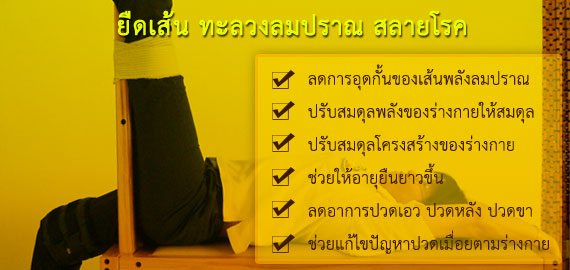 ยืดเส้น ทะลวงลมปราณ สลายโรค
ลดการอุดกั้นของเส้นพลังลมปราณ
ปรับสมดุลพลังของร่างกายให้สมดุล
ปรับสมดุลโครงสร้างของร่างกาย
ช่วยให้อายุยืนยาวขึ้น
ลดอาการปวดเอว ปวดหลัง ปวดขา
ช่วยแก้ไขปัญหาปวดเมื่อยตามร่างกาย